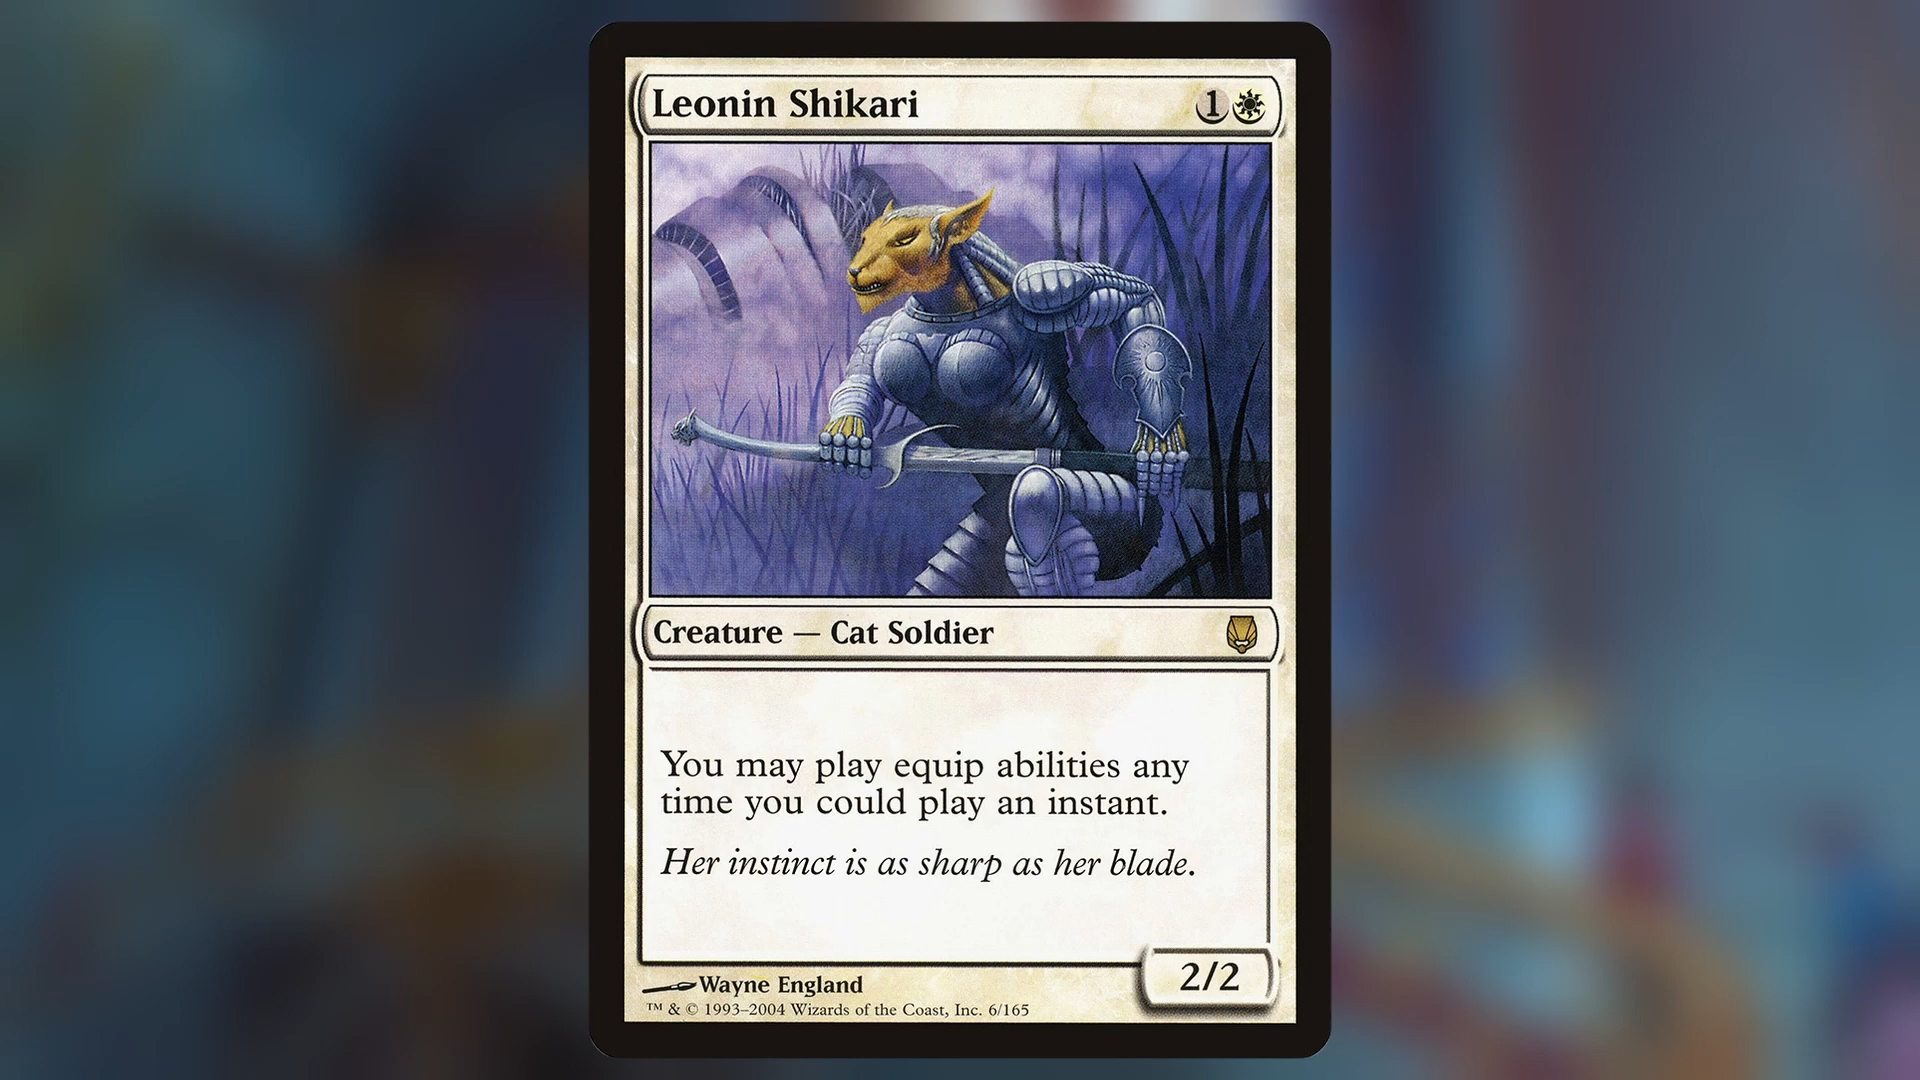 Leonin Shikari
1
Creature — Cat Soldier
You may play equip abilities any
time you could play an instant.
Her instinct is as sharp as her blade.
Wayne England
2/2
™ & © 1993–2004 Wizards of the Coast, Inc. 6/165